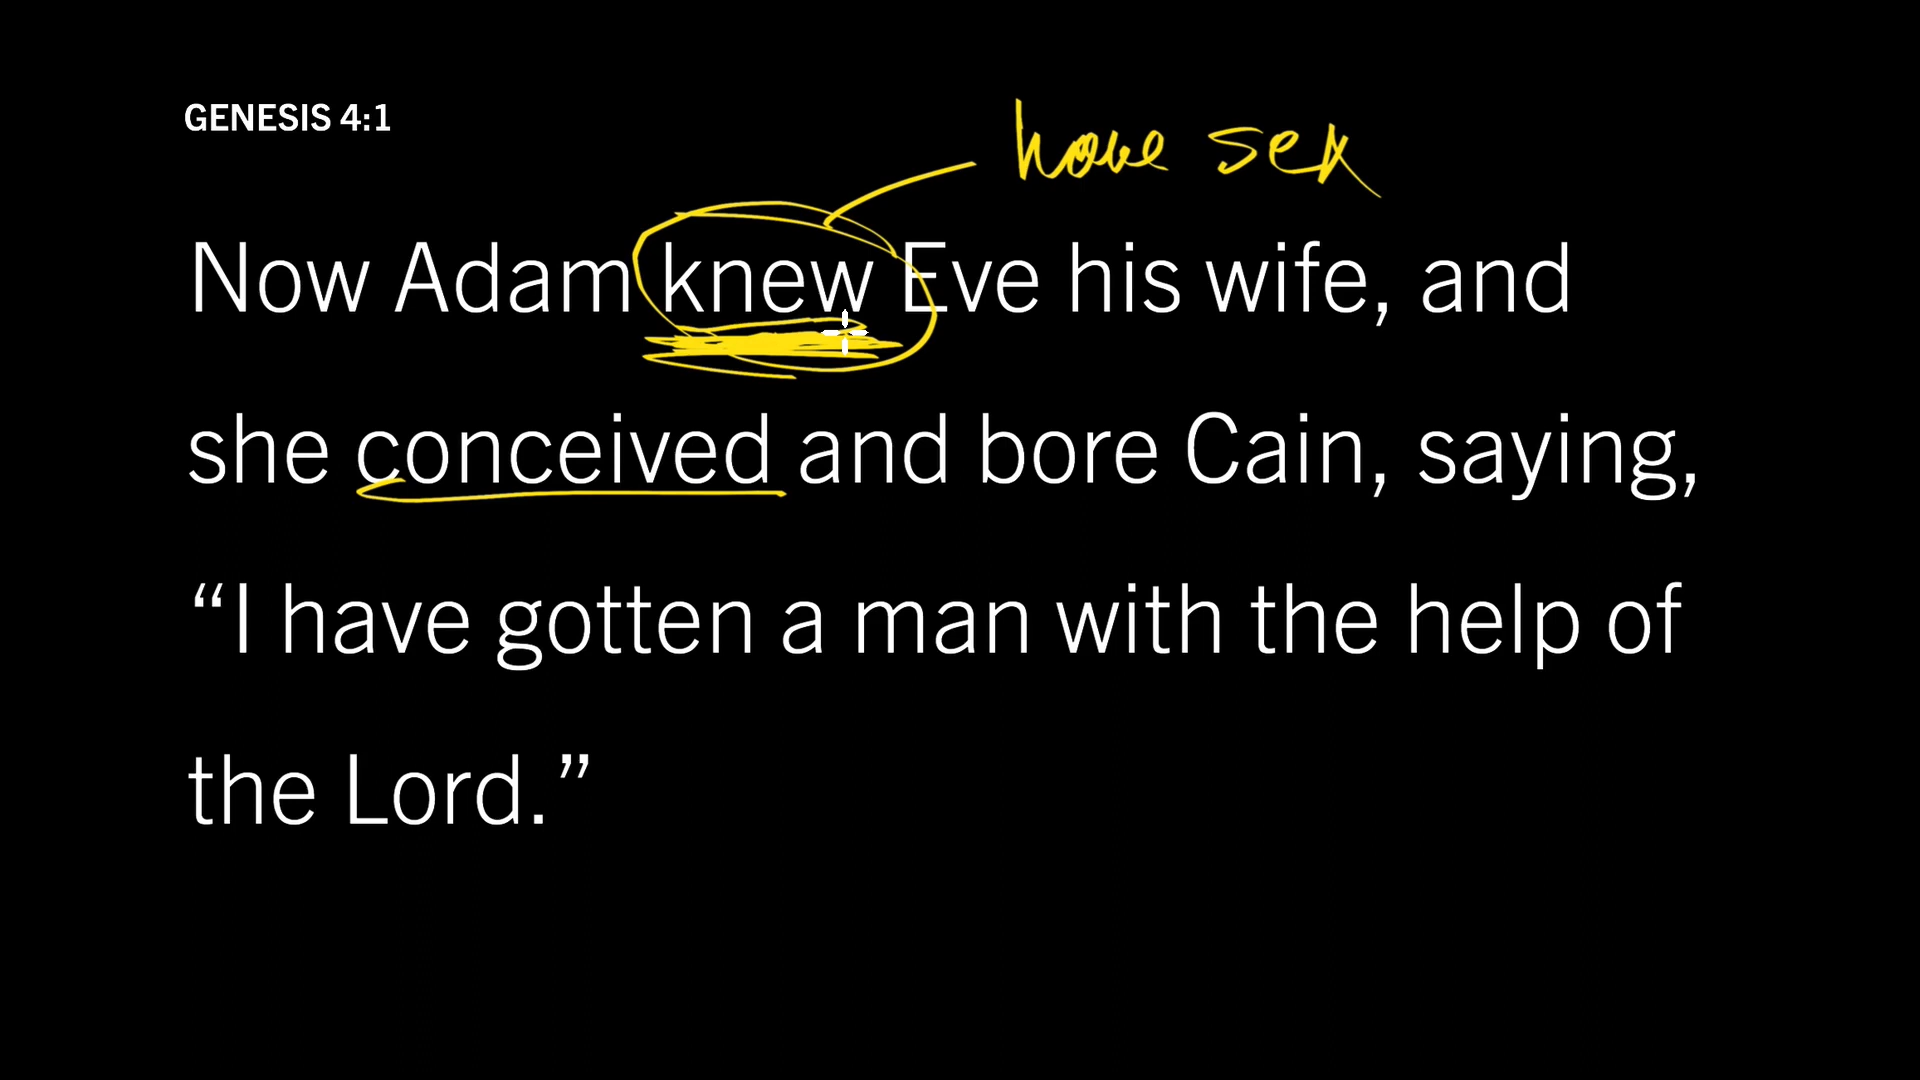 GENESIS 4:1
have sex
Now Adam knew Eve his wife, and
she conceived and bore Cain, saying,
“I have gotten a man with the help of
the Lord.”